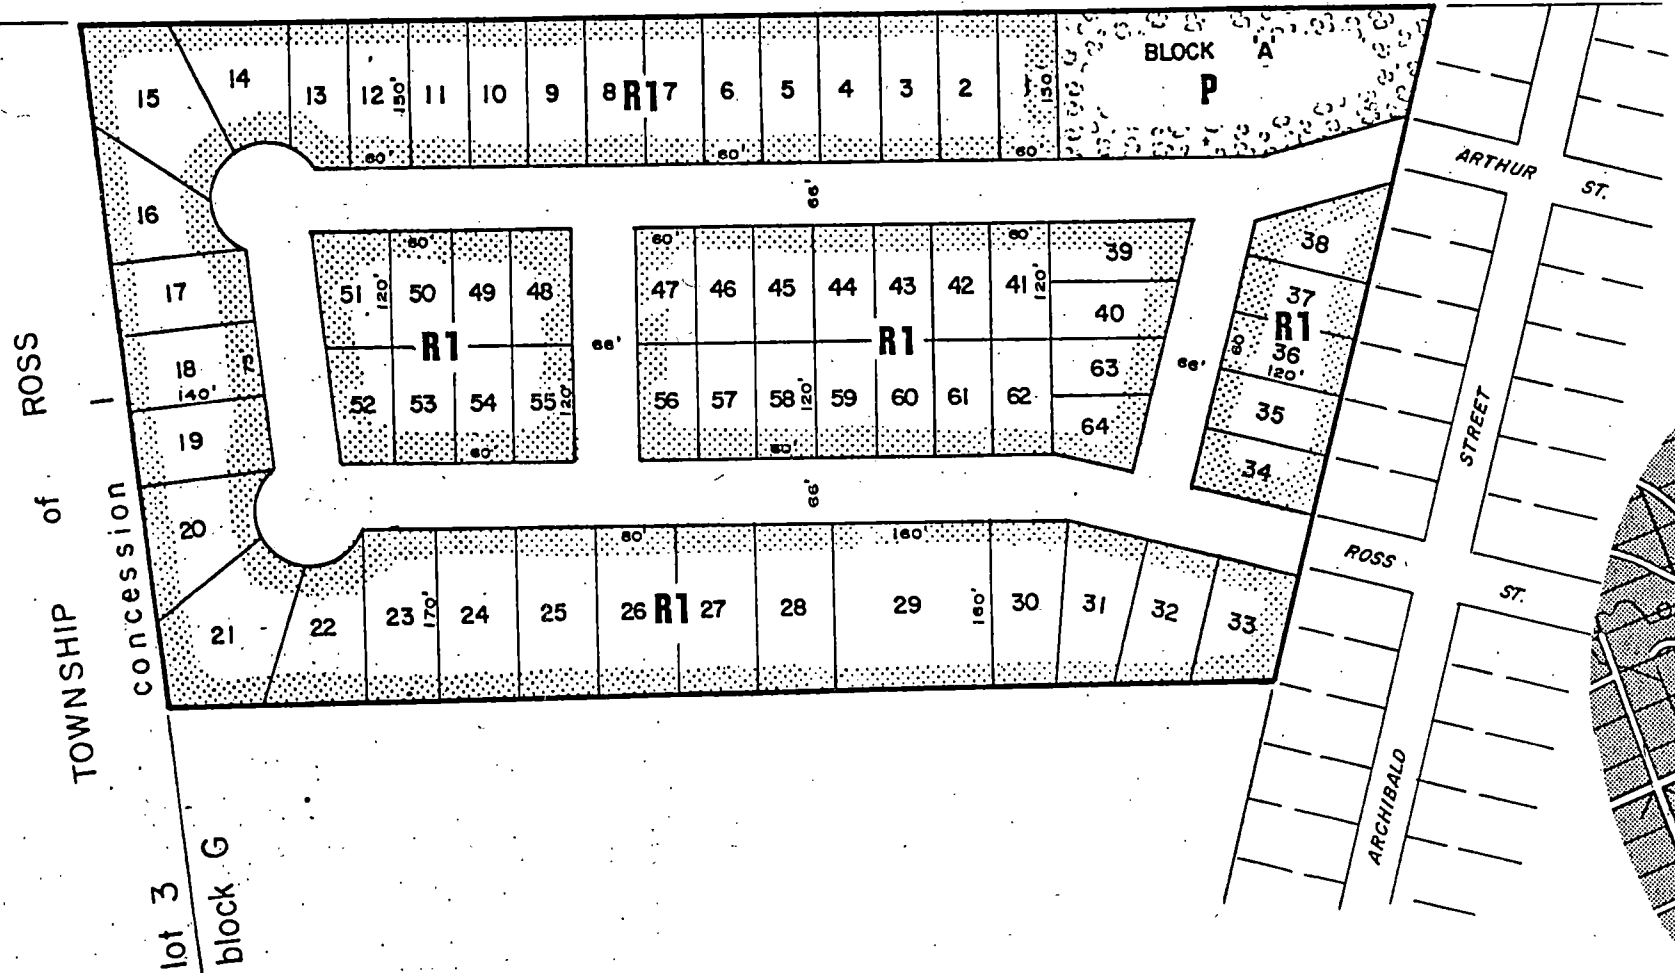 BLOCK 'A'
P
15 14 13 12 11 10 9 8 R1 7 6 5 4 3 2 1
150' 150'
60' 60' 60'
ARTHUR ST.
66'
16
17
18
140'
75'
19
20
60' 60' 60
51 120' 50 49 48
R1
52 53 54 55 120'
60'
66'
47 46 45 44 43 42 41 120'
R1
56 57 58 120' 59 60 61 62
60'
39
40
63
64
66'
38
37
R1
60'
36
120'
35
34
66'
STREET
ROSS ST.
60' 160'
21 22 23 170' 24 25 26 R1 27 28 29 160' 30 31 32 33
ARCHIBALD
TOWNSHIP of ROSS
concession 1
lot 3
block G